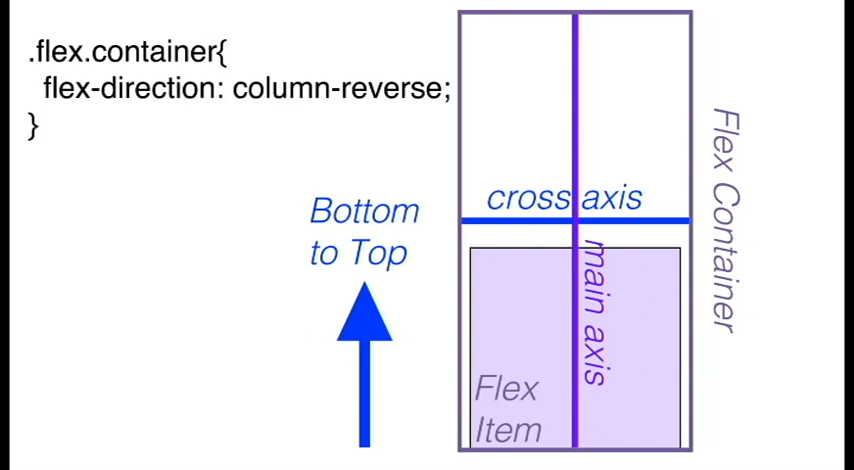 .flex.container{
flex-direction: column-reverse;
}
Bottom
to Top
cross axis
main axis
Flex
Item
Flex Container